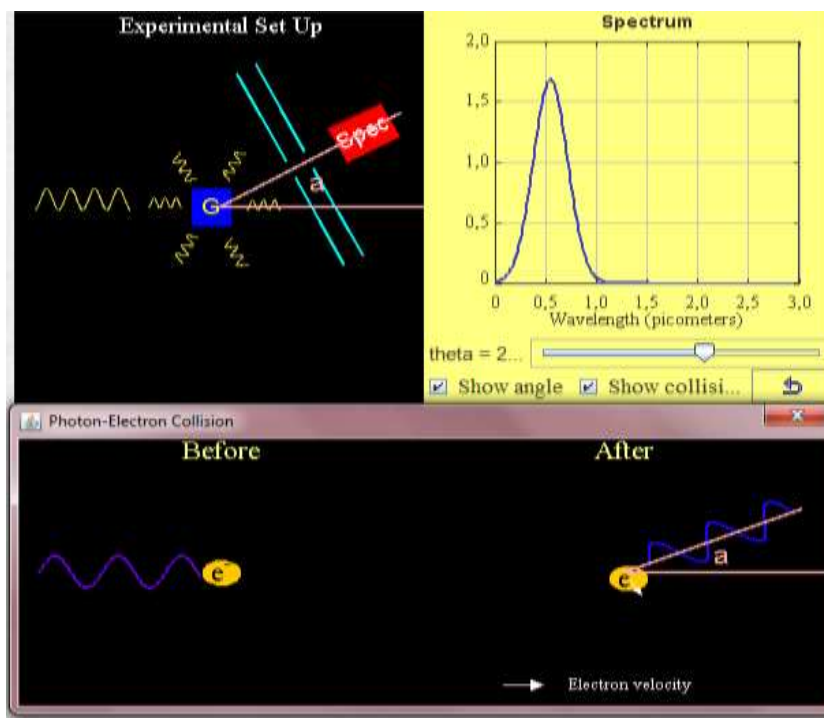 Experimental Set Up
G
a
Spec
Spectrum
2,0
1,5
1,0
0,5
0
0 0,5 1,0 1,5 2,0 2,5 3,0
Wavelength (picometers)
theta = 2...
Show angle Show collisi...
Photon-Electron Collision
Before After
e⁻ e⁻
a
Electron velocity